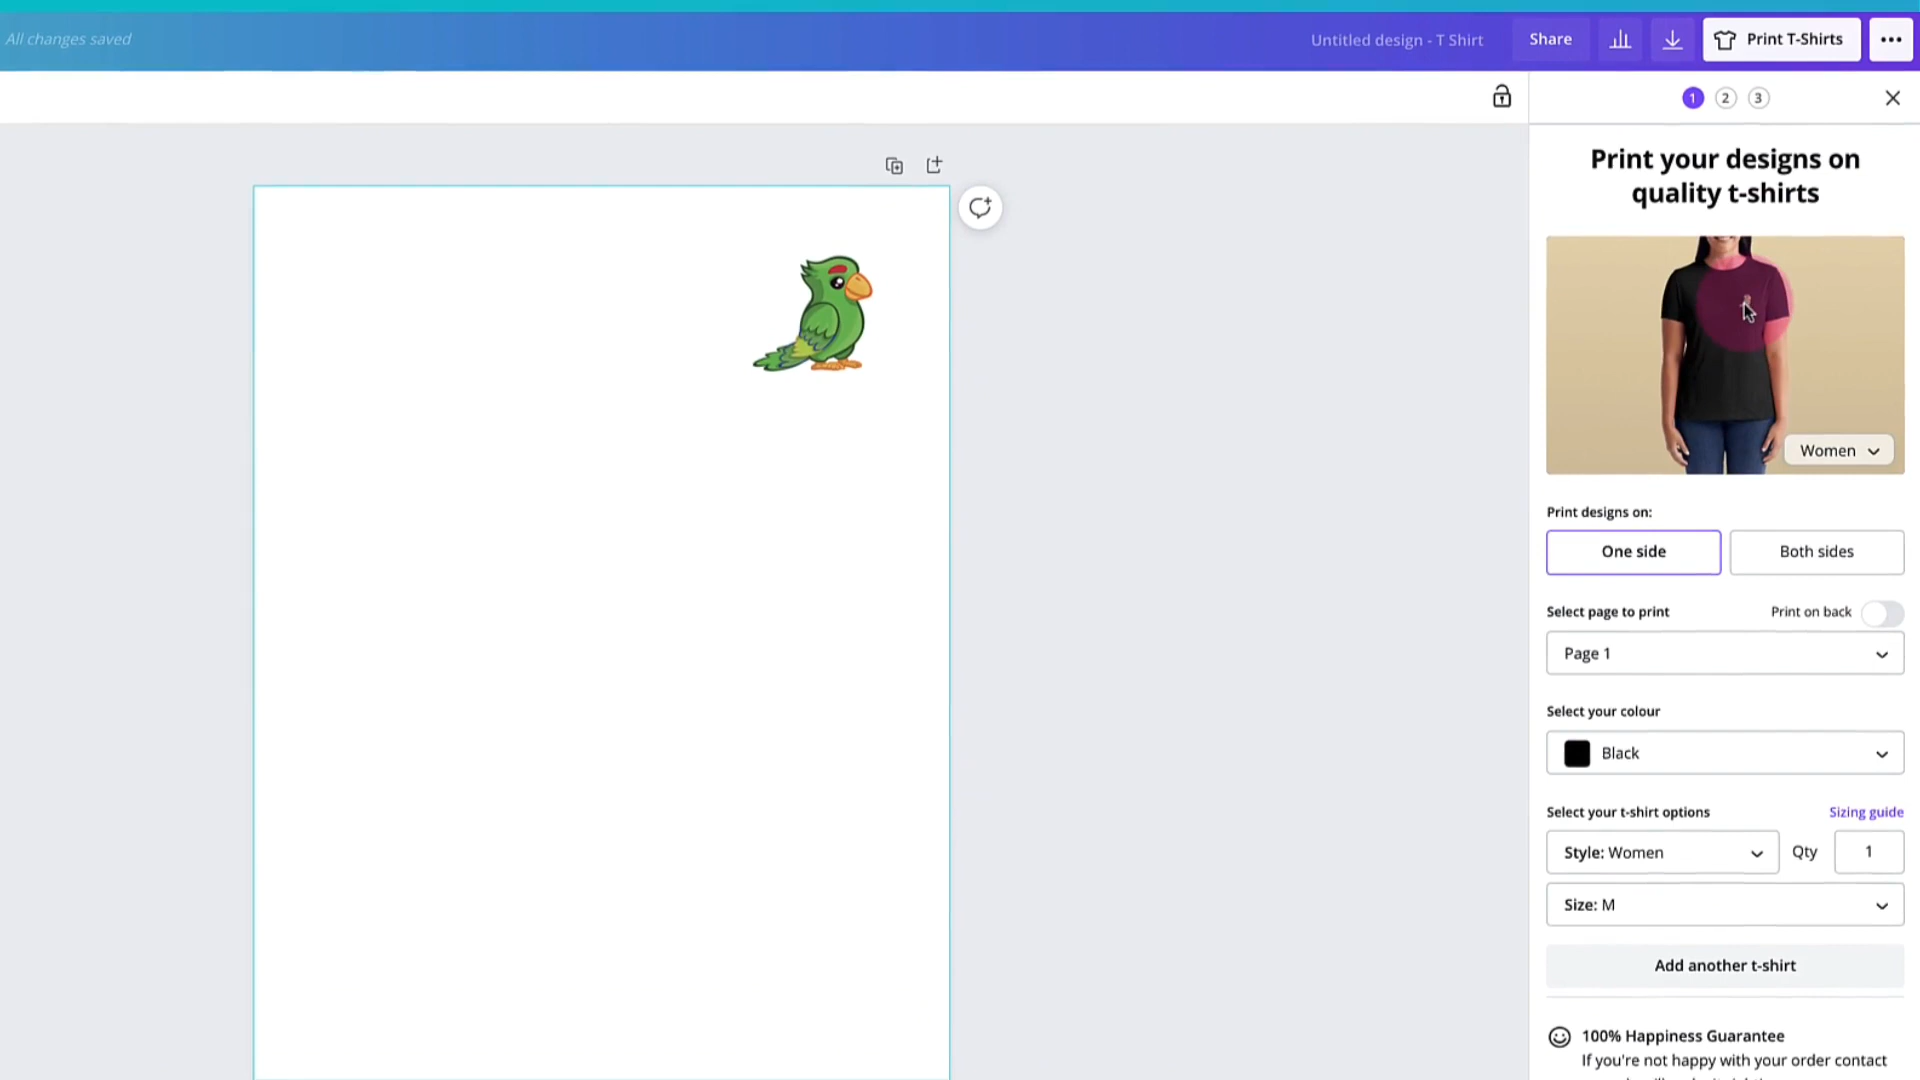 All changes saved
Untitled design - T Shirt
Share
Print T-Shirts
1 2 3
Print your designs on
quality t-shirts
Women
Print designs on:
One side
Both sides
Select page to print
Print on back
Page 1
Select your colour
Black
Select your t-shirt options
Sizing guide
Style: Women
Qty
1
Size: M
Add another t-shirt
100% Happiness Guarantee
If you're not happy with your order contact